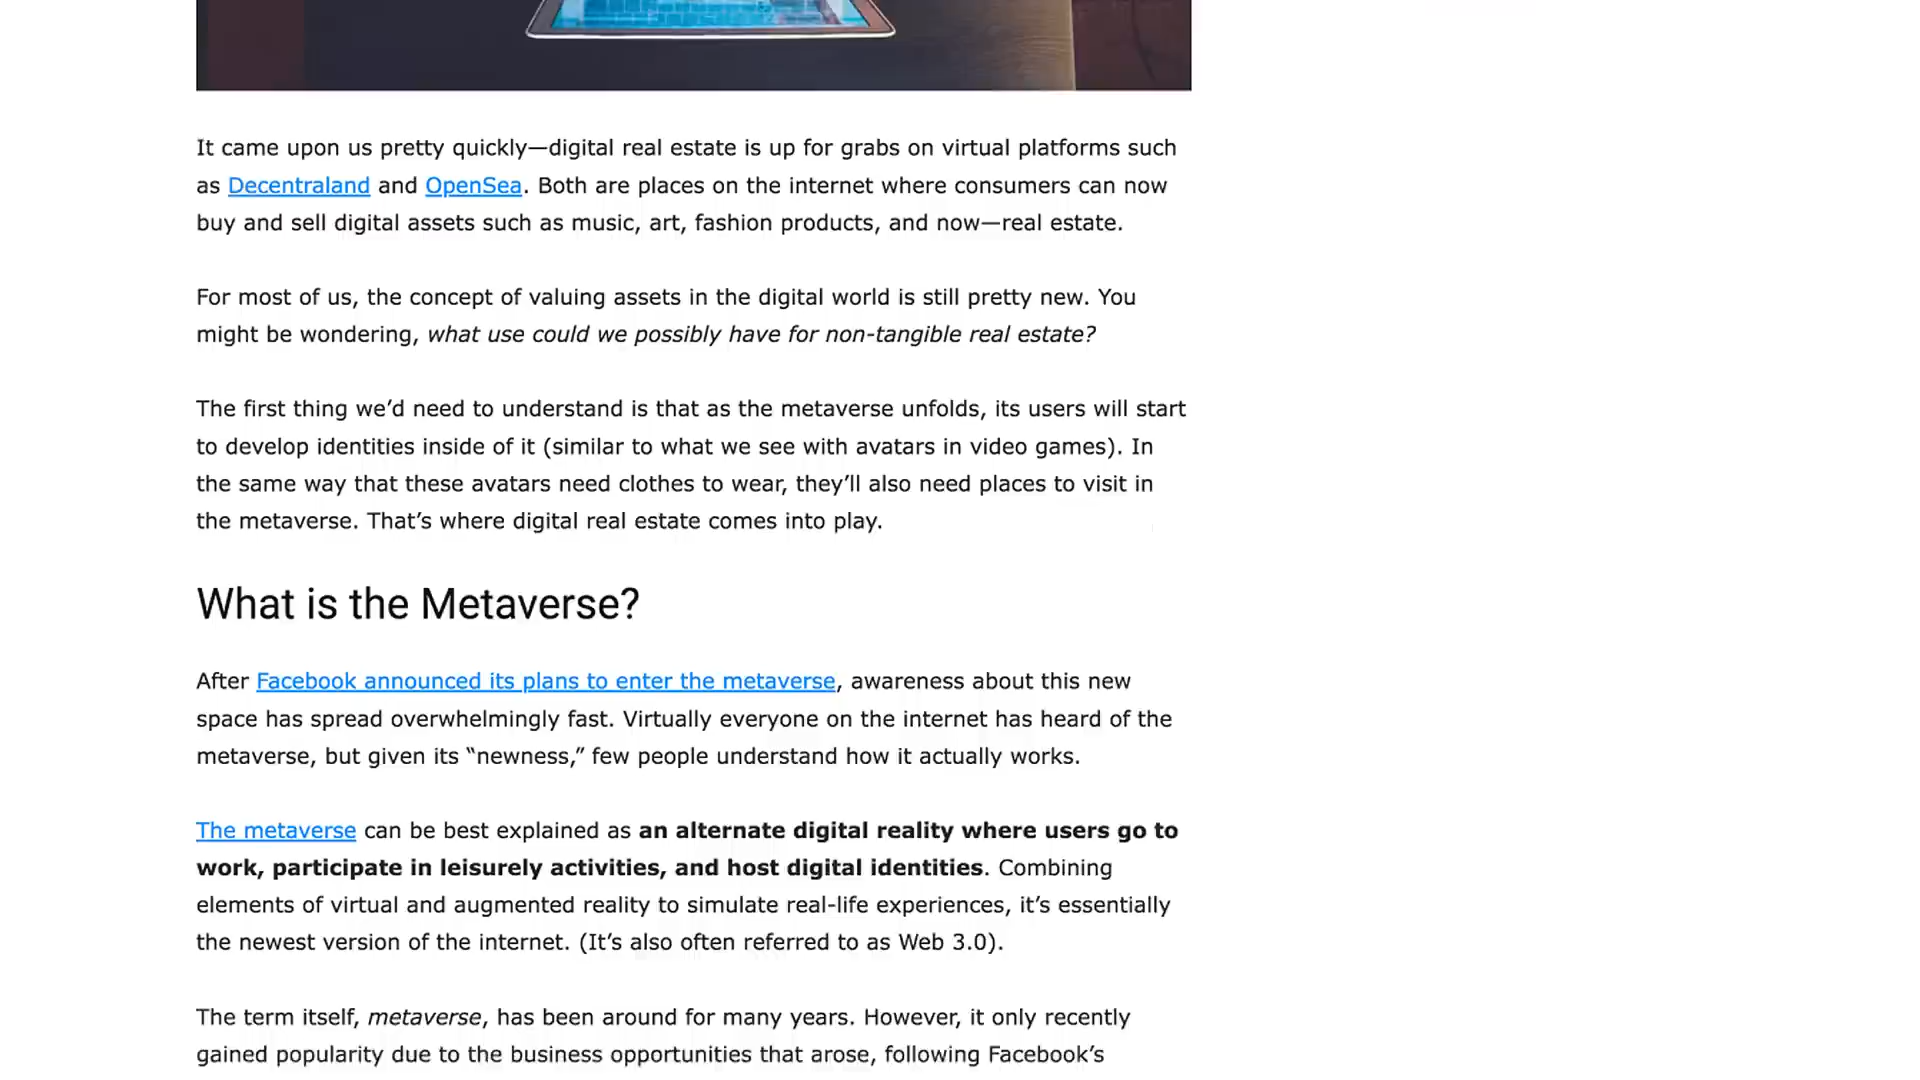 It came upon us pretty quickly—digital real estate is up for grabs on virtual platforms such
as Decentraland and OpenSea. Both are places on the internet where consumers can now
buy and sell digital assets such as music, art, fashion products, and now—real estate.
For most of us, the concept of valuing assets in the digital world is still pretty new. You
might be wondering, what use could we possibly have for non-tangible real estate?
The first thing we’d need to understand is that as the metaverse unfolds, its users will start
to develop identities inside of it (similar to what we see with avatars in video games). In
the same way that these avatars need clothes to wear, they’ll also need places to visit in
the metaverse. That’s where digital real estate comes into play.
What is the Metaverse?
After Facebook announced its plans to enter the metaverse, awareness about this new
space has spread overwhelmingly fast. Virtually everyone on the internet has heard of the
metaverse, but given its “newness,” few people understand how it actually works.
The metaverse can be best explained as an alternate digital reality where users go to
work, participate in leisurely activities, and host digital identities. Combining
elements of virtual and augmented reality to simulate real-life experiences, it’s essentially
the newest version of the internet. (It’s also often referred to as Web 3.0).
The term itself, metaverse, has been around for many years. However, it only recently
gained popularity due to the business opportunities that arose, following Facebook’s